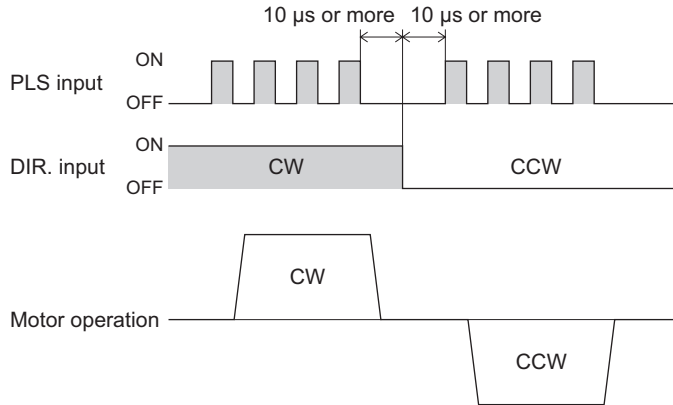 10 µs or more 10 µs or more
ON
PLS input
OFF
ON
DIR. input CW CCW
OFF
CW
Motor operation
CCW